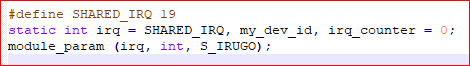 #define SHARED_IRQ 19
static int irq = SHARED_IRQ, my_dev_id, irq_counter = 0;
module_param (irq, int, S_IRUGO);